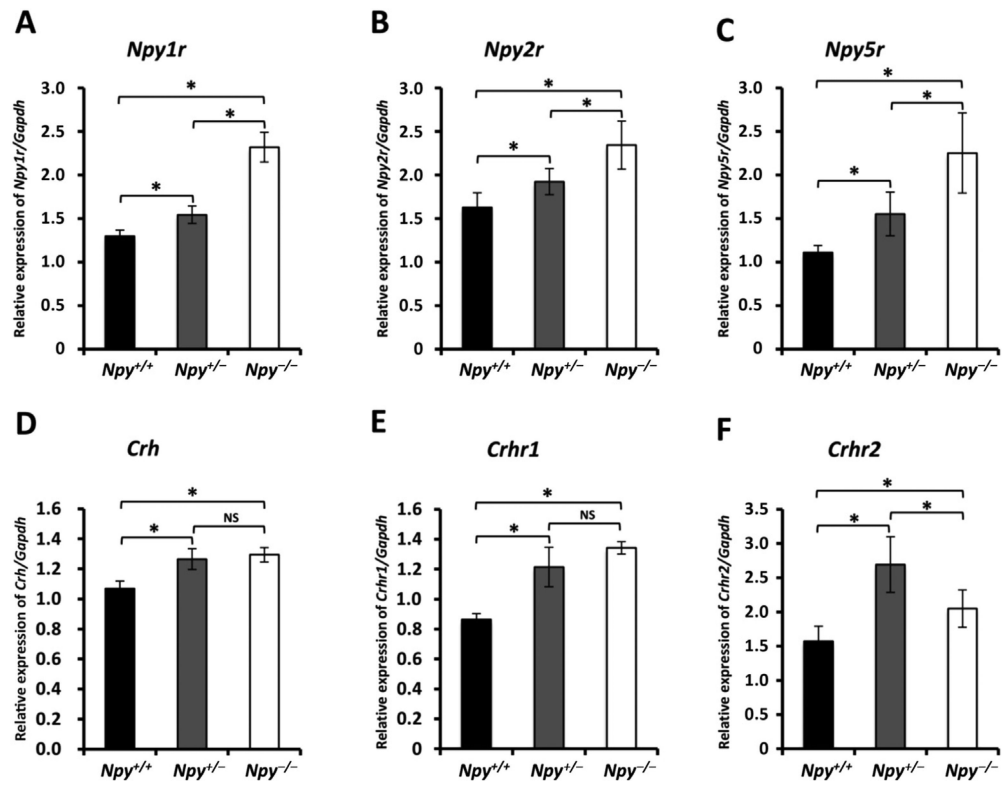 A
Npy1r
Relative expression of Npy1r/Gapdh
3.0
2.5
2.0
1.5
1.0
0.5
0
*
*
*
Npy+/+ Npy+/− Npy−/−
B
Npy2r
Relative expression of Npy2r/Gapdh
3.0
2.5
2.0
1.5
1.0
0.5
0
*
*
*
Npy+/+ Npy+/− Npy−/−
C
Npy5r
Relative expression of Npy5r/Gapdh
3.0
2.5
2.0
1.5
1.0
0.5
0
*
*
*
Npy+/+ Npy+/− Npy−/−
D
Crh
Relative expression of Crh/Gapdh
1.6
1.4
1.2
1.0
0.8
0.6
0.4
0.2
0.0
*
NS
*
Npy+/+ Npy+/− Npy−/−
E
Crhr1
Relative expression of Crhr1/Gapdh
1.6
1.4
1.2
1.0
0.8
0.6
0.4
0.2
0
*
NS
*
Npy+/+ Npy+/− Npy−/−
F
Crhr2
Relative expression of Crhr2/Gapdh
3.5
3.0
2.5
2.0
1.5
1.0
0.5
0
*
*
*
Npy+/+ Npy+/− Npy−/−